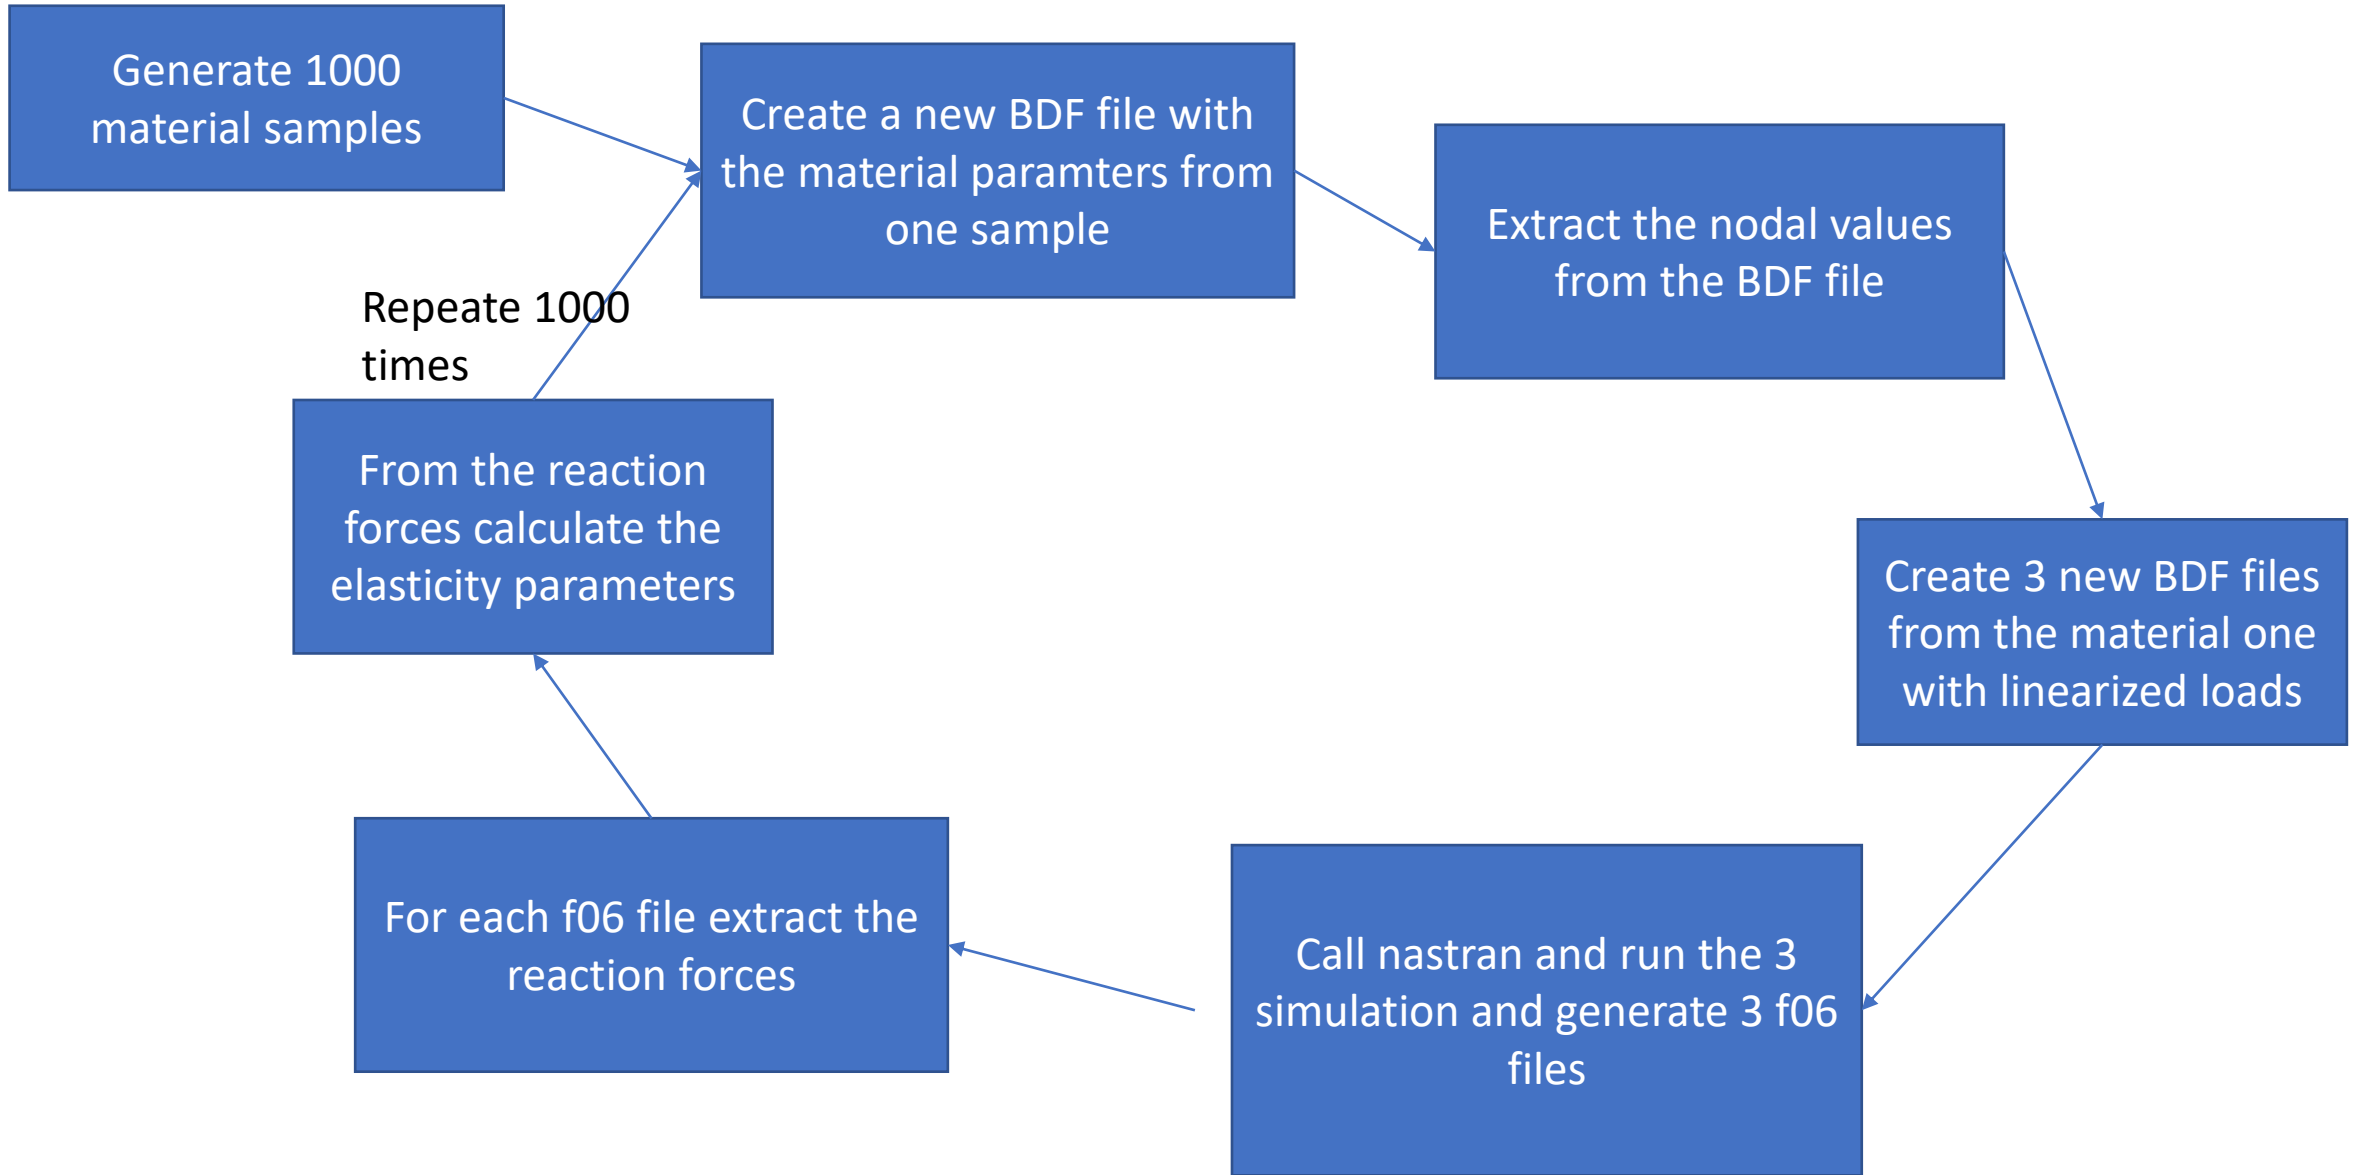 Generate 1000
material samples
Create a new BDF file with
the material paramters from
one sample
Extract the nodal values
from the BDF file
Repeate 1000
times
From the reaction
forces calculate the
elasticity parameters
Create 3 new BDF files
from the material one
with linearized loads
For each f06 file extract the
reaction forces
Call nastran and run the 3
simulation and generate 3 f06
files